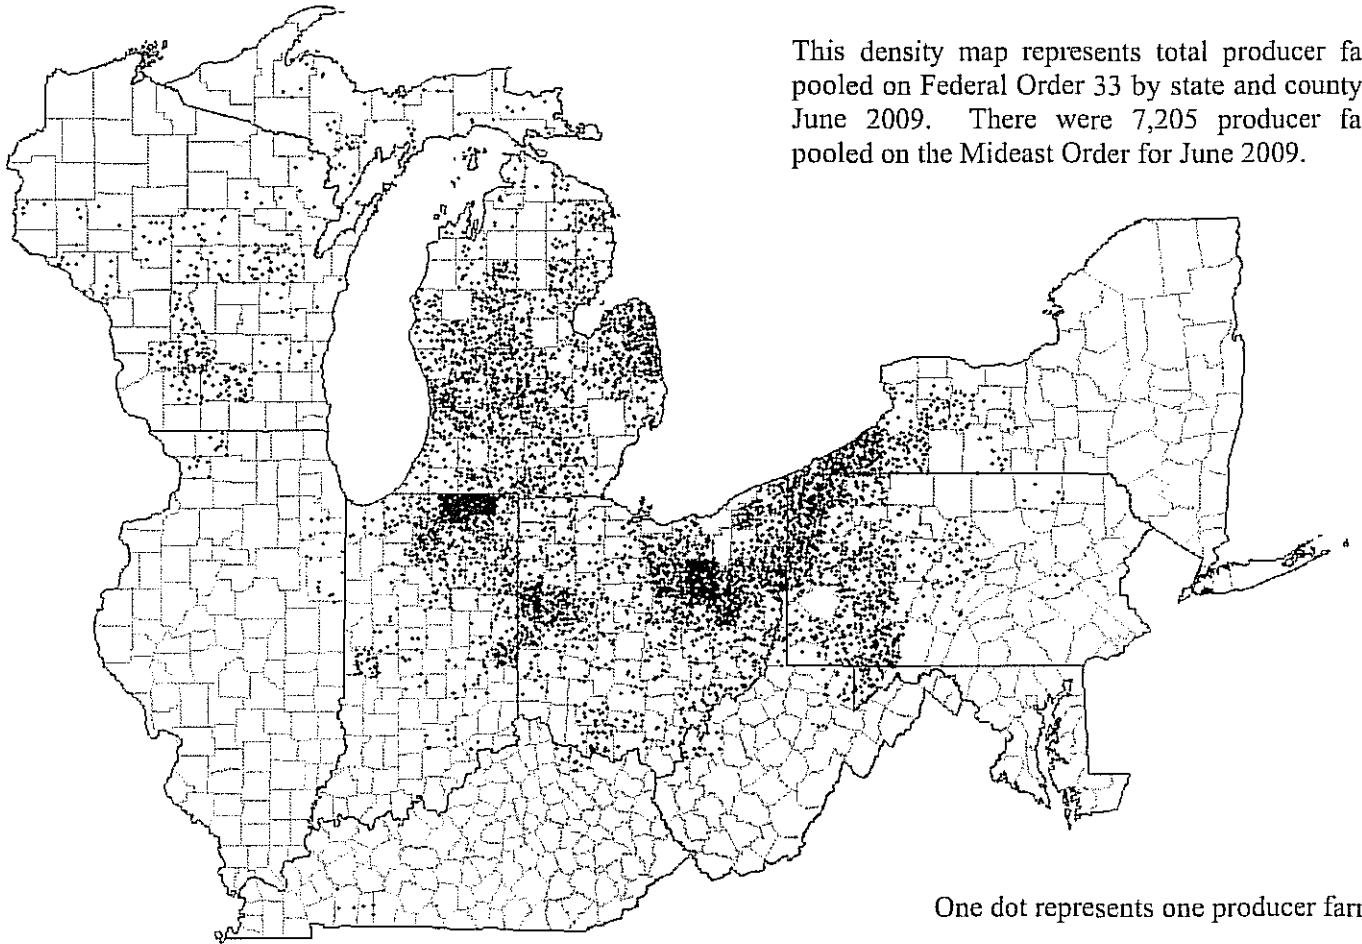 This density map represents total producer fa
pooled on Federal Order 33 by state and county
June 2009. There were 7,205 producer fa
pooled on the Mideast Order for June 2009.
One dot represents one producer farm